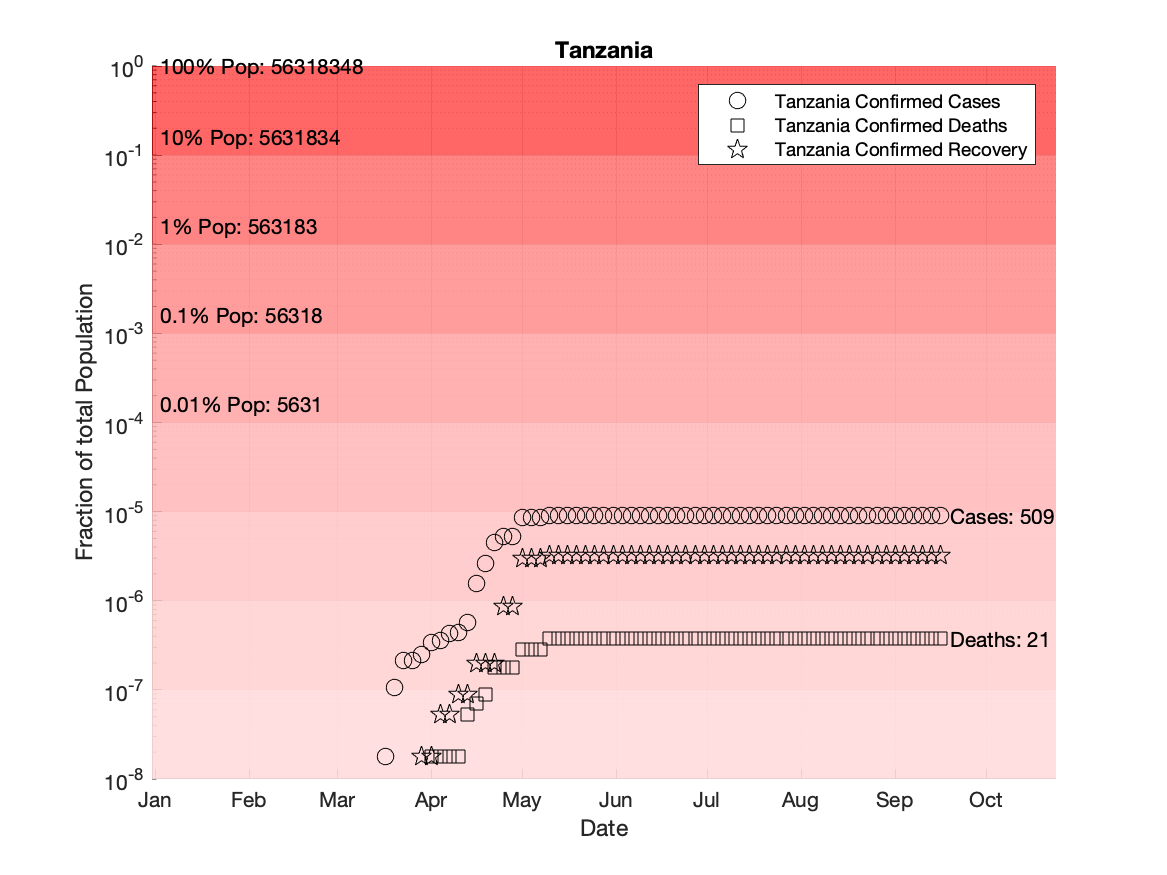 Tanzania
10^0
100% Pop: 56318348
Tanzania Confirmed Cases
Tanzania Confirmed Deaths
Tanzania Confirmed Recovery
10% Pop: 5631834
10^-1
1% Pop: 563183
10^-2
0.1% Pop: 56318
10^-3
0.01% Pop: 5631
10^-4
10^-5
Cases: 509
10^-6
Deaths: 21
10^-7
10^-8
Fraction of total Population
Jan Feb Mar Apr May Jun Jul Aug Sep Oct
Date